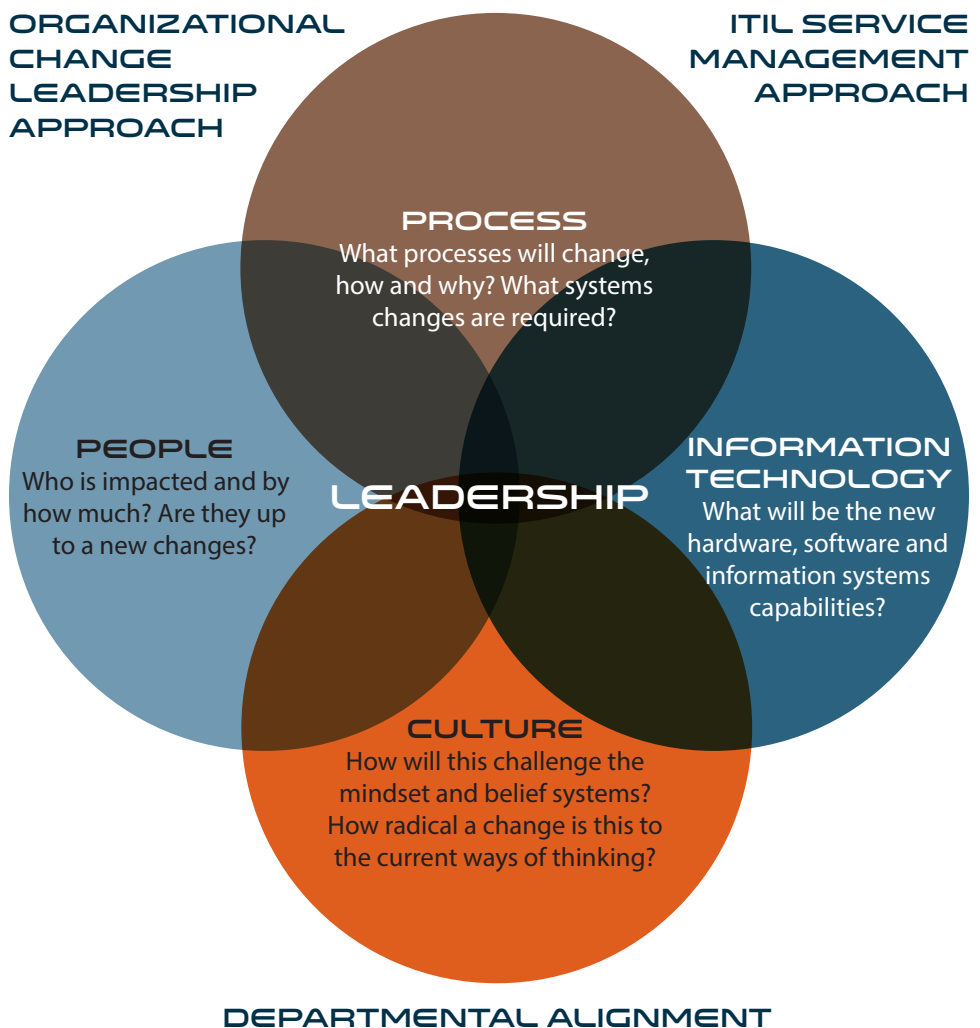 ORGANIZATIONAL
CHANGE
LEADERSHIP
APPROACH
ITIL SERVICE
MANAGEMENT
APPROACH
PROCESS
What processes will change,
how and why? What systems
changes are required?
PEOPLE
Who is impacted and by
how much? Are they up
to a new changes?
LEADERSHIP
INFORMATION
TECHNOLOGY
What will be the new
hardware, software and
information systems
capabilities?
CULTURE
How will this challenge the
mindset and belief systems?
How radical a change is this to
the current ways of thinking?
DEPARTMENTAL ALIGNMENT